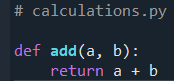 # calculations.py

def add(a, b):
    return a + b